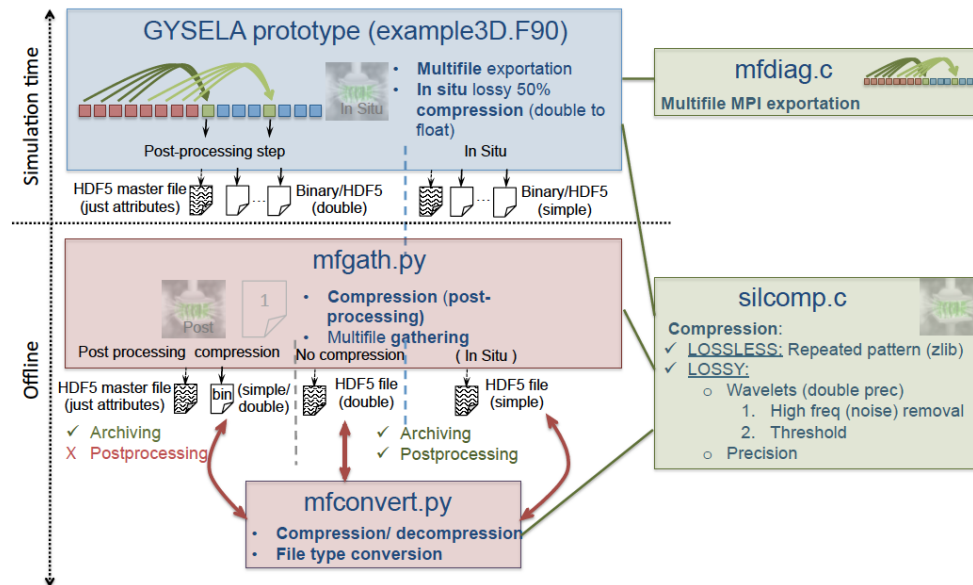 Simulation time
GYSELA prototype (example3D.F90)
In Situ
• Multifile exportation
• In situ lossy 50%
compression (double to
float)
Post-processing step
In Situ
HDF5 master file
(just attributes)
...
Binary/HDF5
(double)
...
Binary/HDF5
(simple)
mfdiag.c
Multifile MPI exportation
Offline
mfgath.py
Post
1
• Compression (post-
processing)
• Multifile gathering
Post processing compression
No compression
( In Situ )
HDF5 master file
(just attributes)
bin
(simple/
double)
HDF5 file
(double)
HDF5 file
(simple)
✓ Archiving
X Postprocessing
✓ Archiving
✓ Postprocessing
mfconvert.py
• Compression/ decompression
• File type conversion
silcomp.c
Compression:
✓ LOSSLESS: Repeated pattern (zlib)
✓ LOSSY:
o Wavelets (double prec)
1. High freq (noise) removal
2. Threshold
o Precision